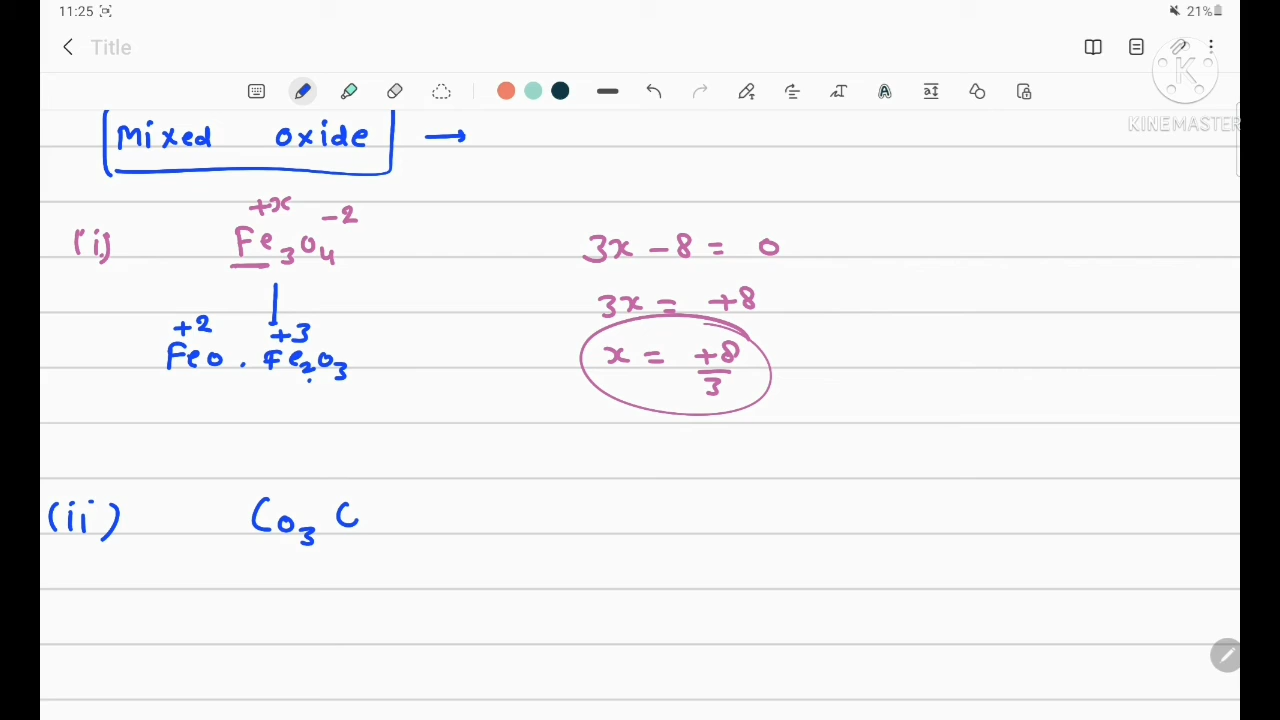 11:25 21%
Title
KINEMASTER
Mixed oxide →
+x -2
(i) Fe₃O₄ 3x - 8 = 0
3x = +8
+2 +3
FeO . Fe₂O₃ x = +8/3
(ii) Co₃ C